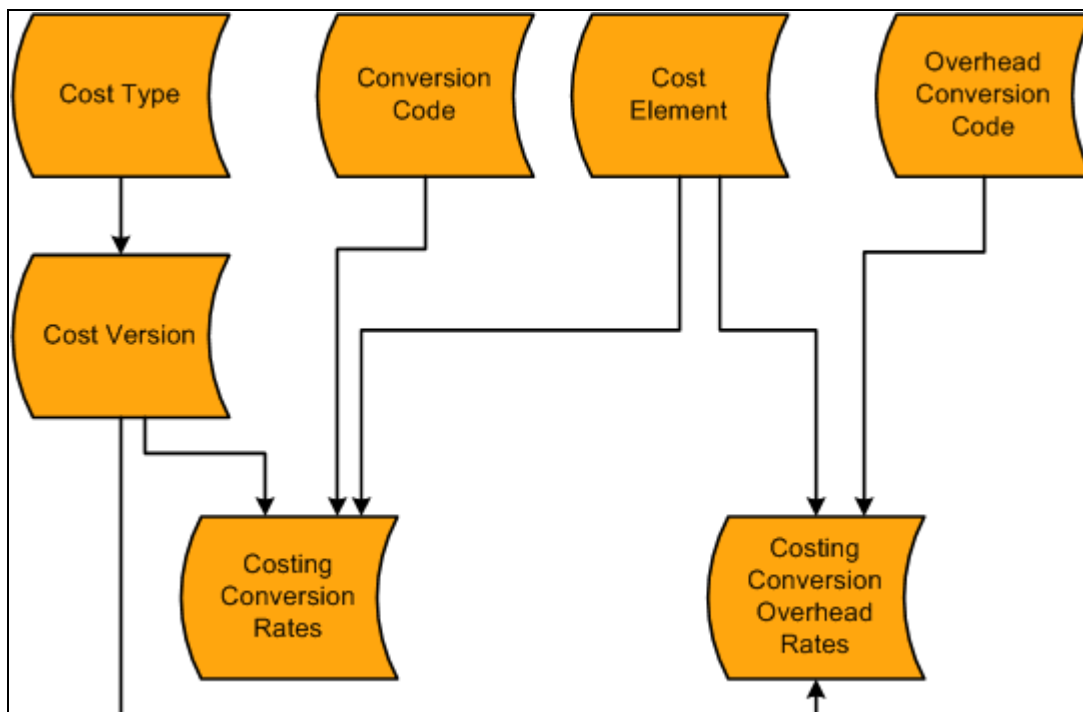 Cost Type
Conversion
Code
Cost
Element
Overhead
Conversion
Code
Cost Version
Costing
Conversion
Rates
Costing
Conversion
Overhead
Rates